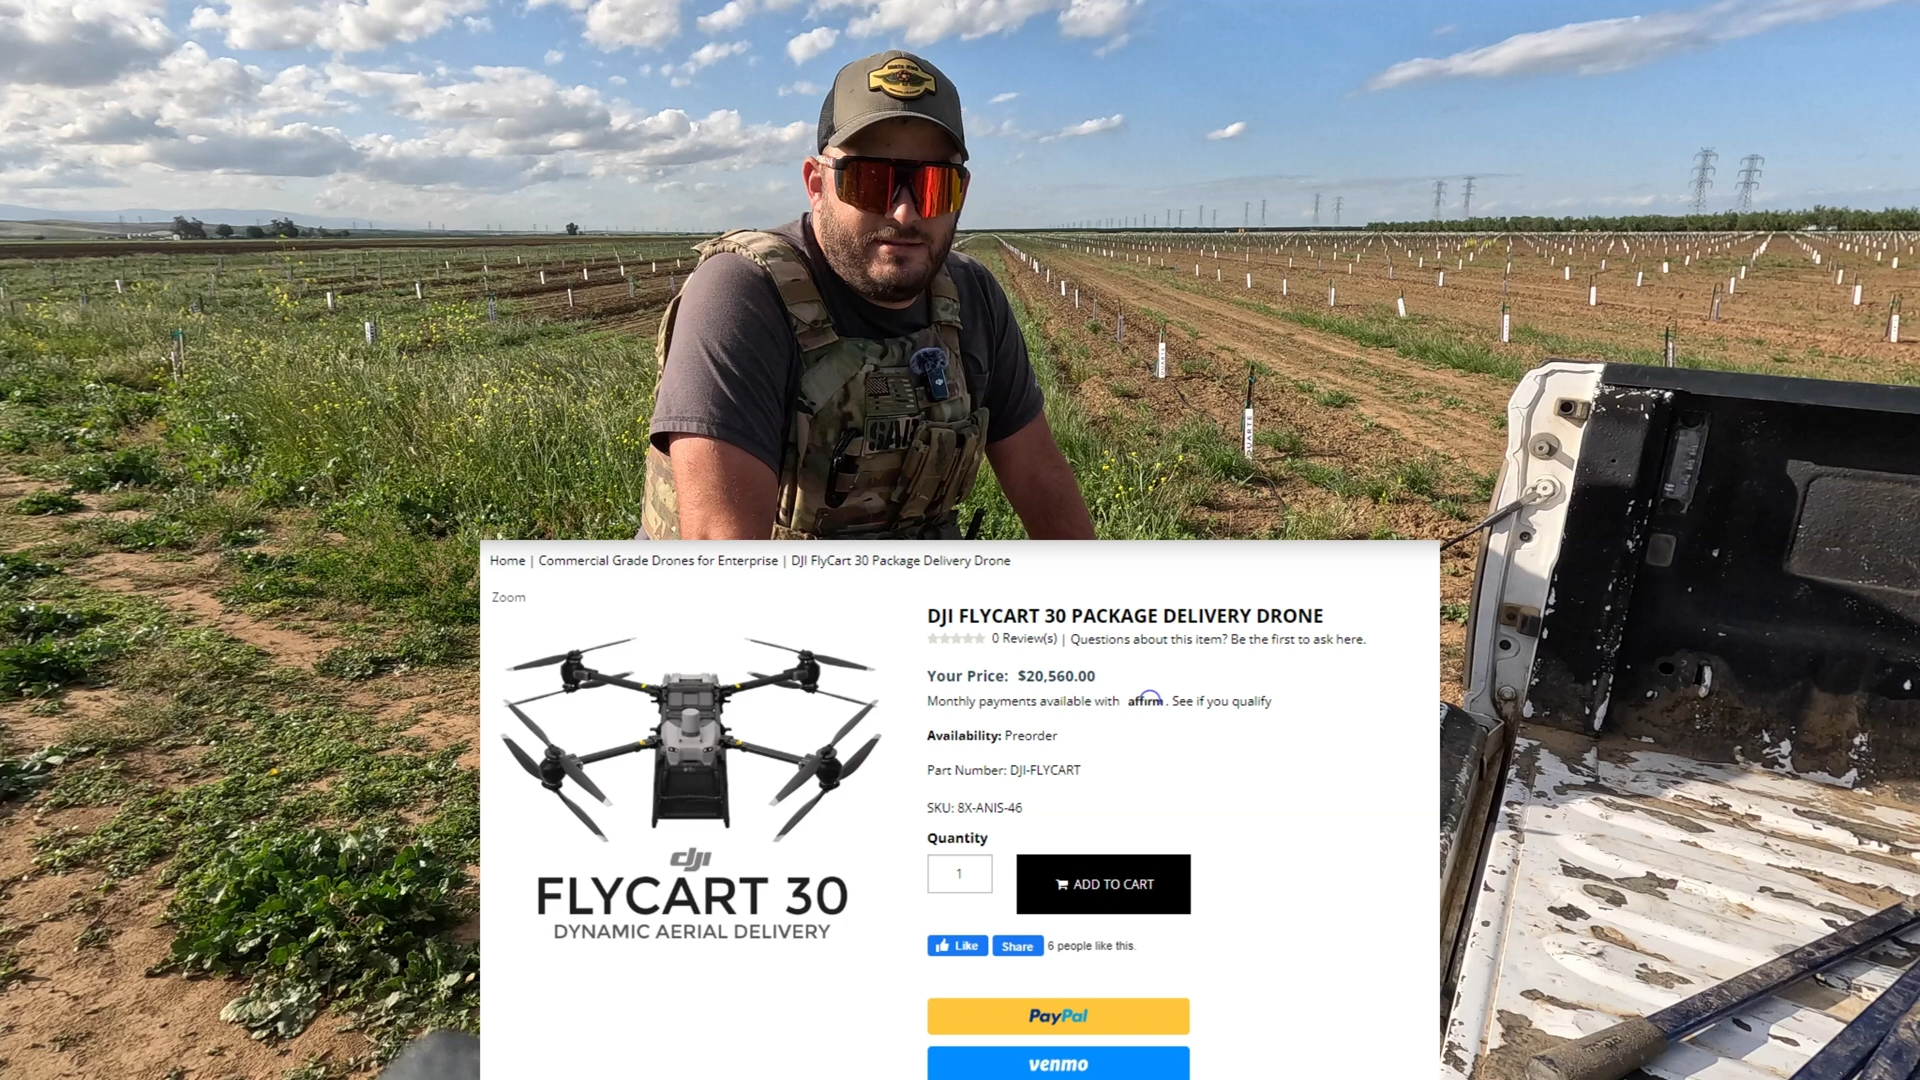 DUARTE
SAL
Home | Commercial Grade Drones for Enterprise | DJI FlyCart 30 Package Delivery Drone
Zoom
dji
FLYCART 30
DYNAMIC AERIAL DELIVERY
DJI FLYCART 30 PACKAGE DELIVERY DRONE
0 Review(s) | Questions about this item? Be the first to ask here.
Your Price: $20,560.00
Monthly payments available with affirm. See if you qualify
Availability: Preorder
Part Number: DJI-FLYCART
SKU: 8X-ANIS-46
Quantity
1
ADD TO CART
Like Share 6 people like this.
PayPal
venmo